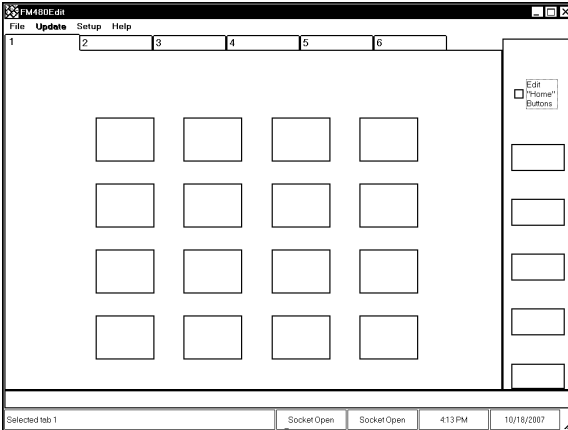 FM480Edit
File Update Setup Help
1 2 3 4 5 6
Edit
"Home"
Buttons
Selected tab 1 Socket Open Socket Open 4:13 PM 10/18/2007